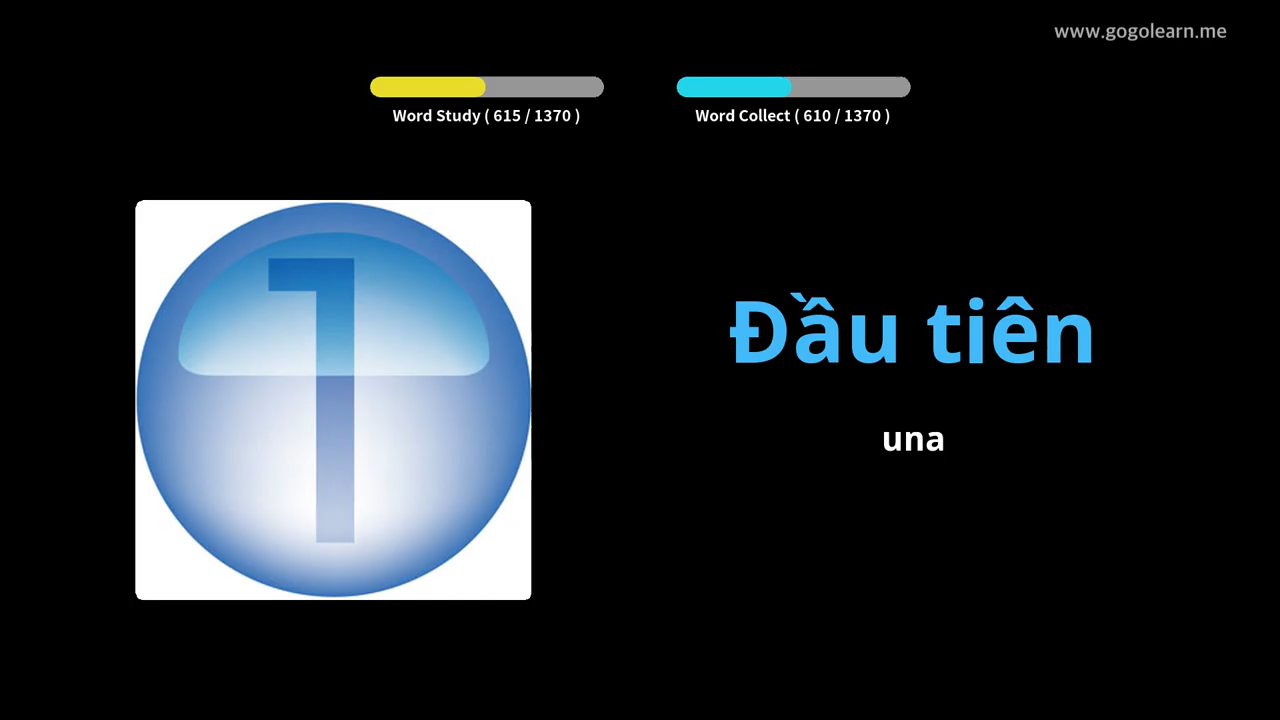 www.gogolearn.me
Word Study ( 615 / 1370 )
Word Collect ( 610 / 1370 )
1
Đầu tiên
una